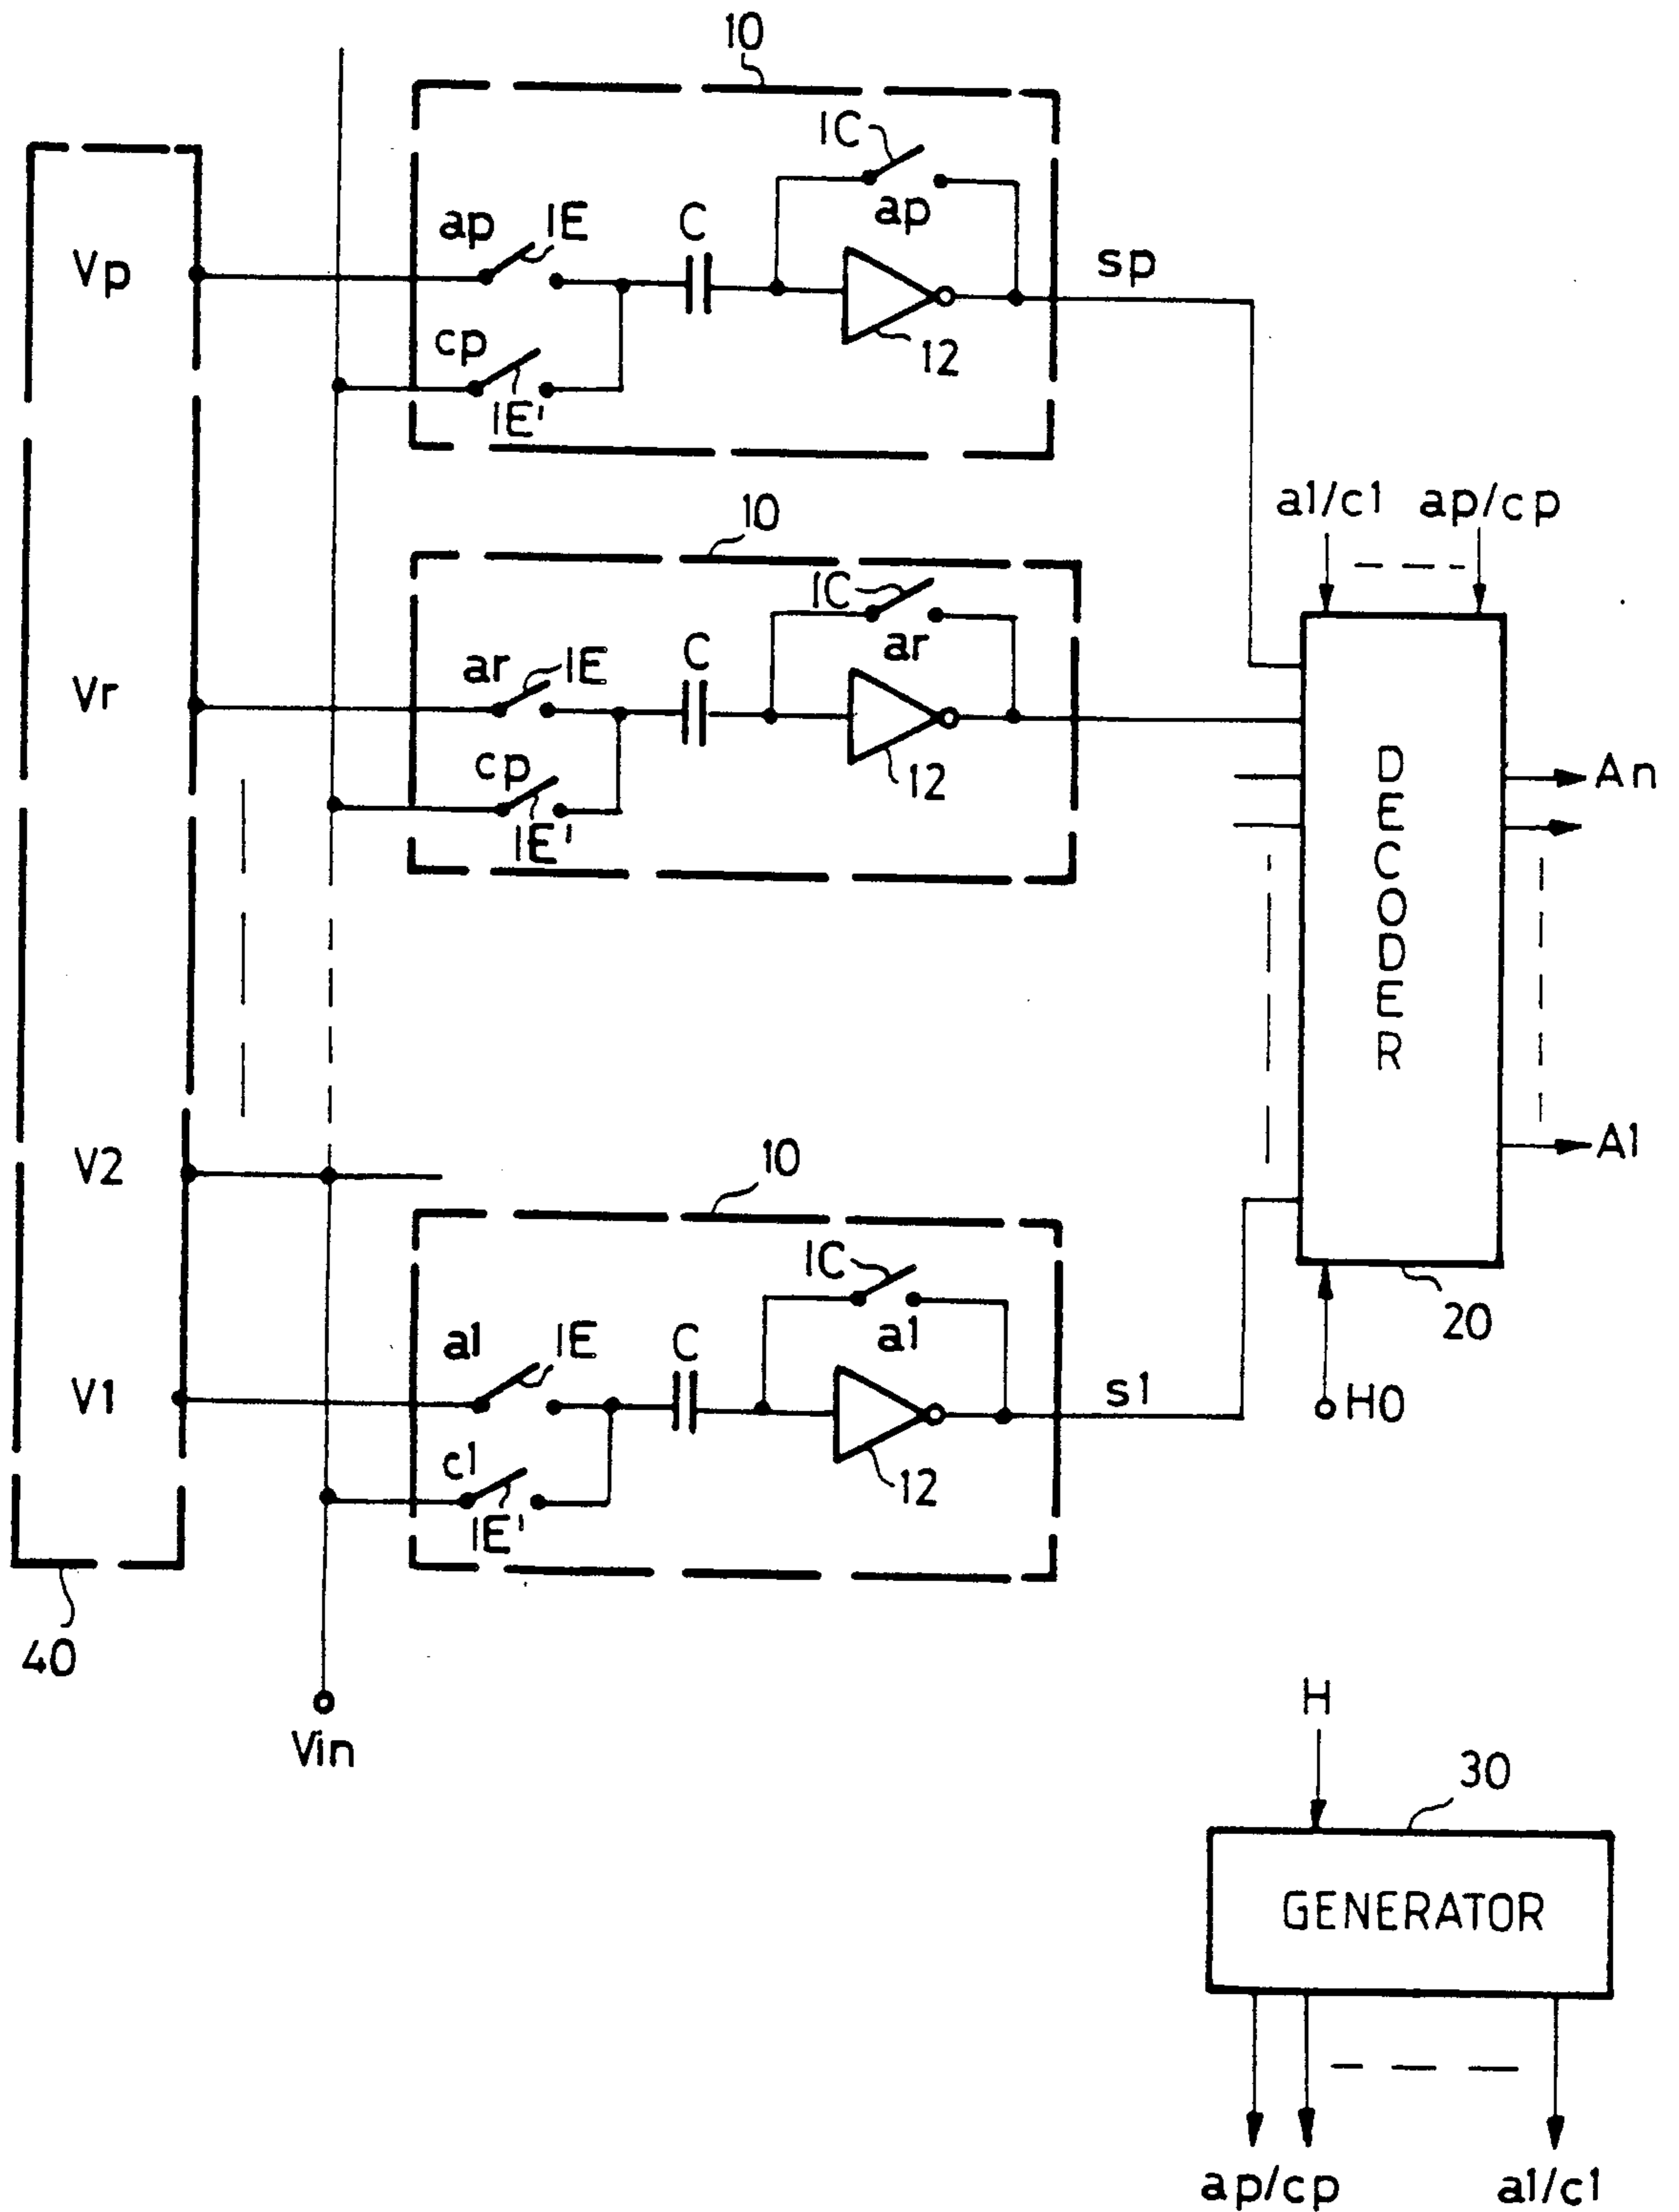 10
IC
ap
IE
C
ap
Vp
sp
cp
12
IE'
a1/c1 ap/cp
10
IC
ar
IE
C
ar
Vr
cp
12
IE'
DECODER
An
A1
V2
10
20
IC
a1
IE
C
a1
V1
s1
H0
c1
12
IE'
40
Vin
H
30
GENERATOR
ap/cp
a1/c1